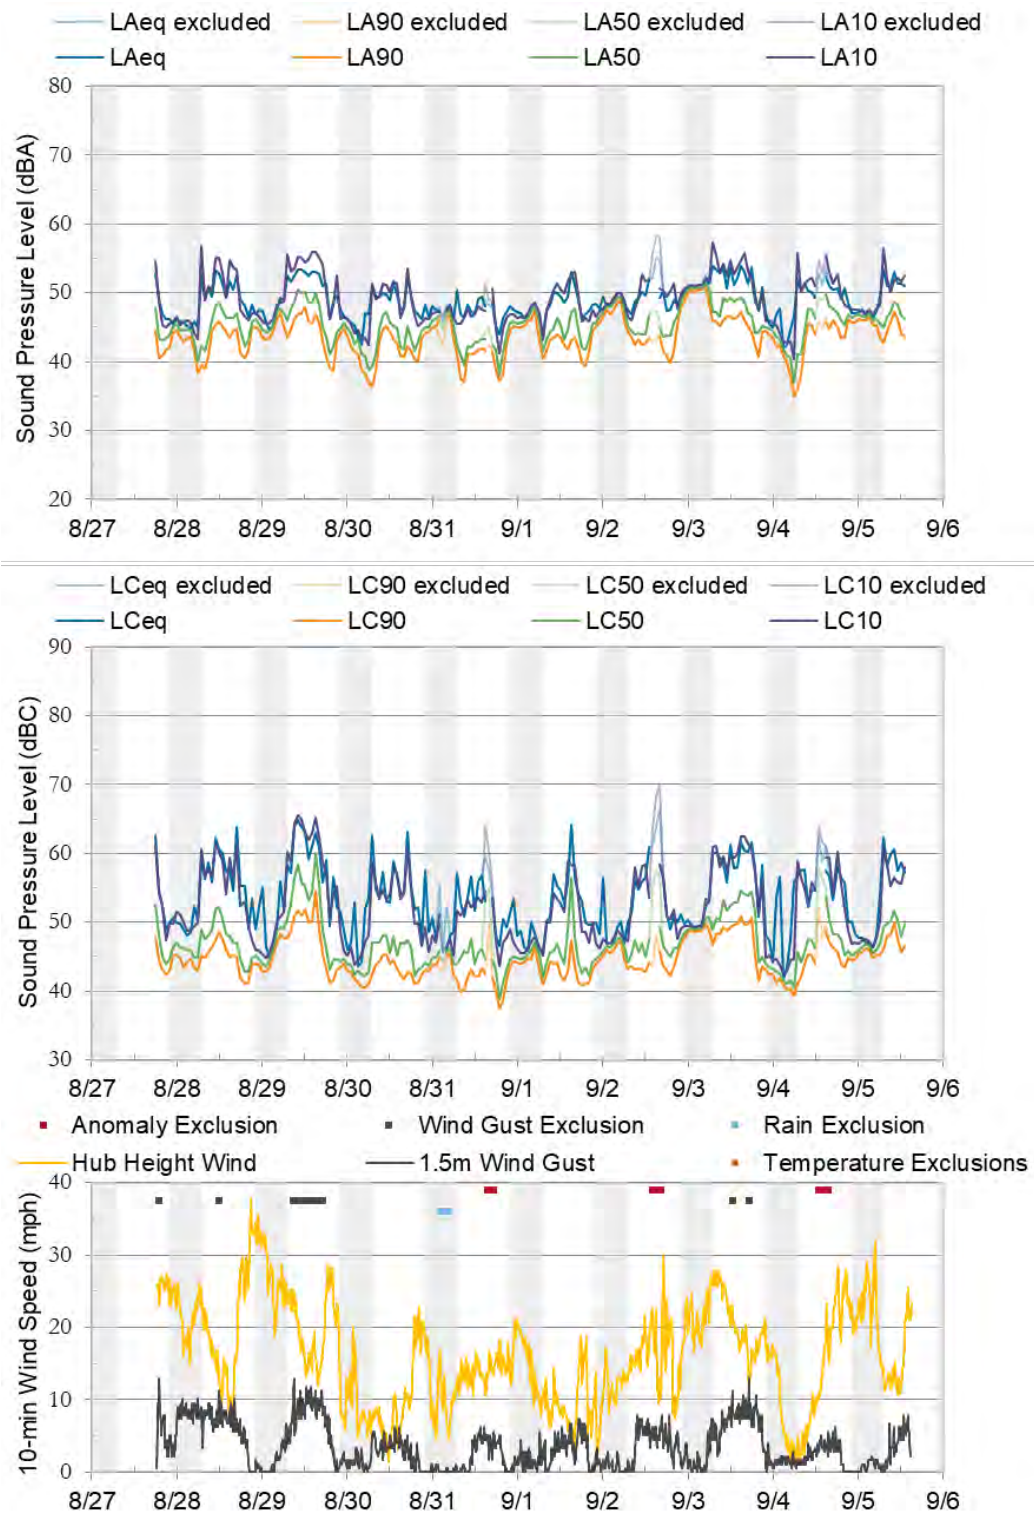 LAeq excluded LA90 excluded LA50 excluded LA10 excluded
LAeq LA90 LA50 LA10
Sound Pressure Level (dBA)
80
70
60
50
40
30
20
8/27 8/28 8/29 8/30 8/31 9/1 9/2 9/3 9/4 9/5 9/6
LCeq excluded LC90 excluded LC50 excluded LC10 excluded
LCeq LC90 LC50 LC10
Sound Pressure Level (dBC)
90
80
70
60
50
40
30
8/27 8/28 8/29 8/30 8/31 9/1 9/2 9/3 9/4 9/5 9/6
Anomaly Exclusion Wind Gust Exclusion Rain Exclusion
Hub Height Wind 1.5m Wind Gust Temperature Exclusions
10-min Wind Speed (mph)
40
30
20
10
0
8/27 8/28 8/29 8/30 8/31 9/1 9/2 9/3 9/4 9/5 9/6